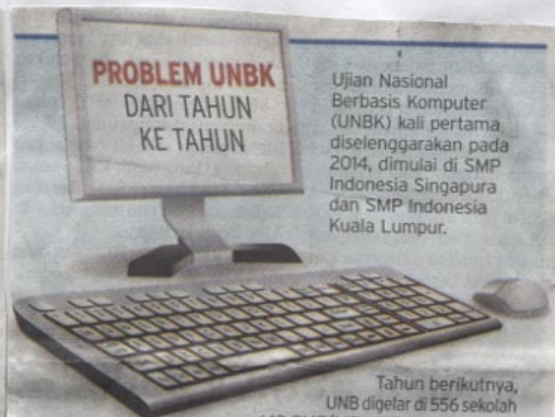 PROBLEM UNBK
DARI TAHUN
KE TAHUN
Ujian Nasional
Berbasis Komputer
(UNBK) kali pertama
diselenggarakan pada
2014, dimulai di SMP
Indonesia Singapura
dan SMP Indonesia
Kuala Lumpur.
Tahun berikutnya,
UNB digelar di 556 sekolah